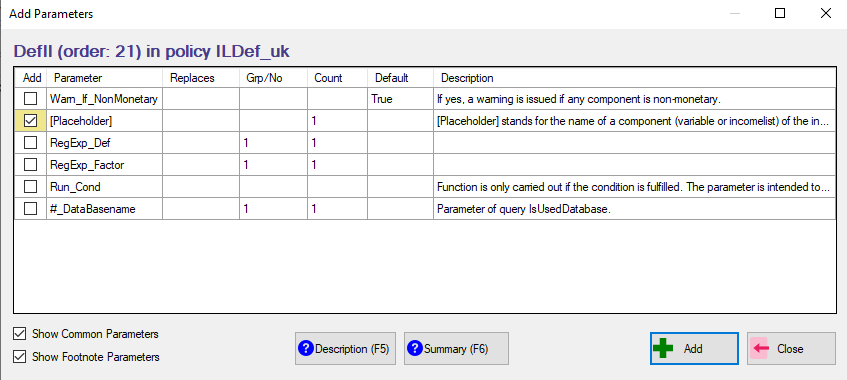 Add Parameters
DefIl (order: 21) in policy ILDef_uk
Add Parameter Replaces Grp/No Count Default Description
Warn_If_NonMonetary True If yes, a warning is issued if any component is non-monetary.
[Placeholder] 1 [Placeholder] stands for the name of a component (variable or incomelist) of the in...
RegExp_Def 1 1
RegExp_Factor 1 1
Run_Cond Function is only carried out if the condition is fulfilled. The parameter is intended to...
#_DataBasename 1 1 Parameter of query IsUsedDatabase.
Show Common Parameters
Show Footnote Parameters
? Description (F5) ? Summary (F6) Add Close